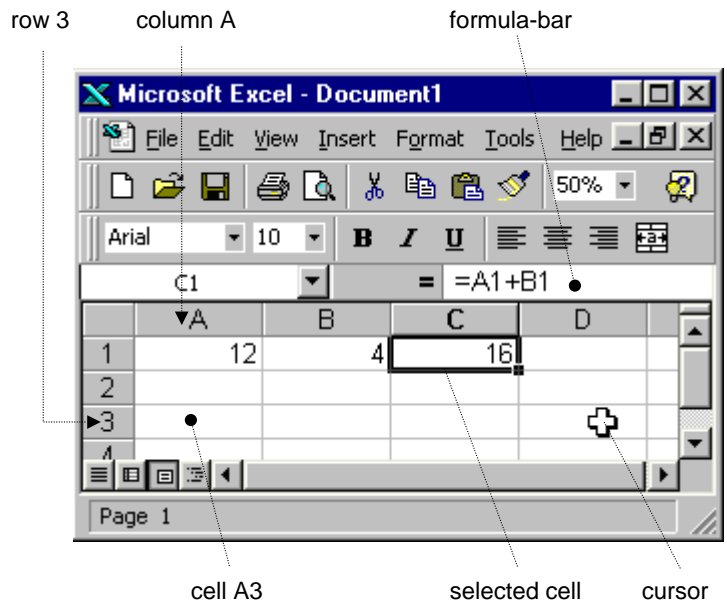 row 3 column A formula-bar
Microsoft Excel - Document1
File Edit View Insert Format Tools Help
50%
Arial 10 B I U a
C1 = =A1+B1
A B C D
1 12 4 16
2
3
4
Page 1
cell A3 selected cell cursor